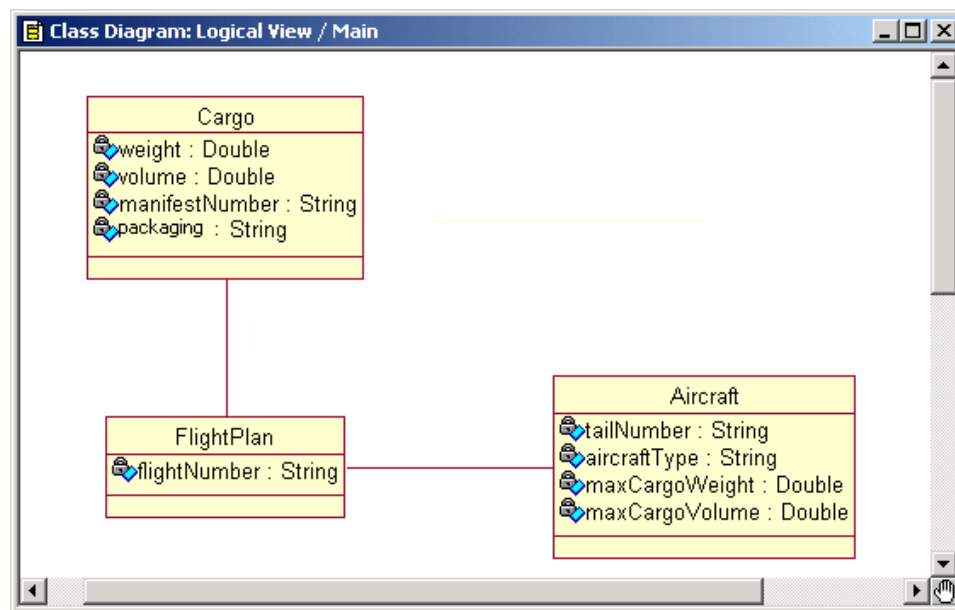 Class Diagram: Logical View / Main
Cargo
weight : Double
volume : Double
manifestNumber : String
packaging : String
FlightPlan
flightNumber : String
Aircraft
tailNumber : String
aircraftType : String
maxCargoWeight : Double
maxCargoVolume : Double